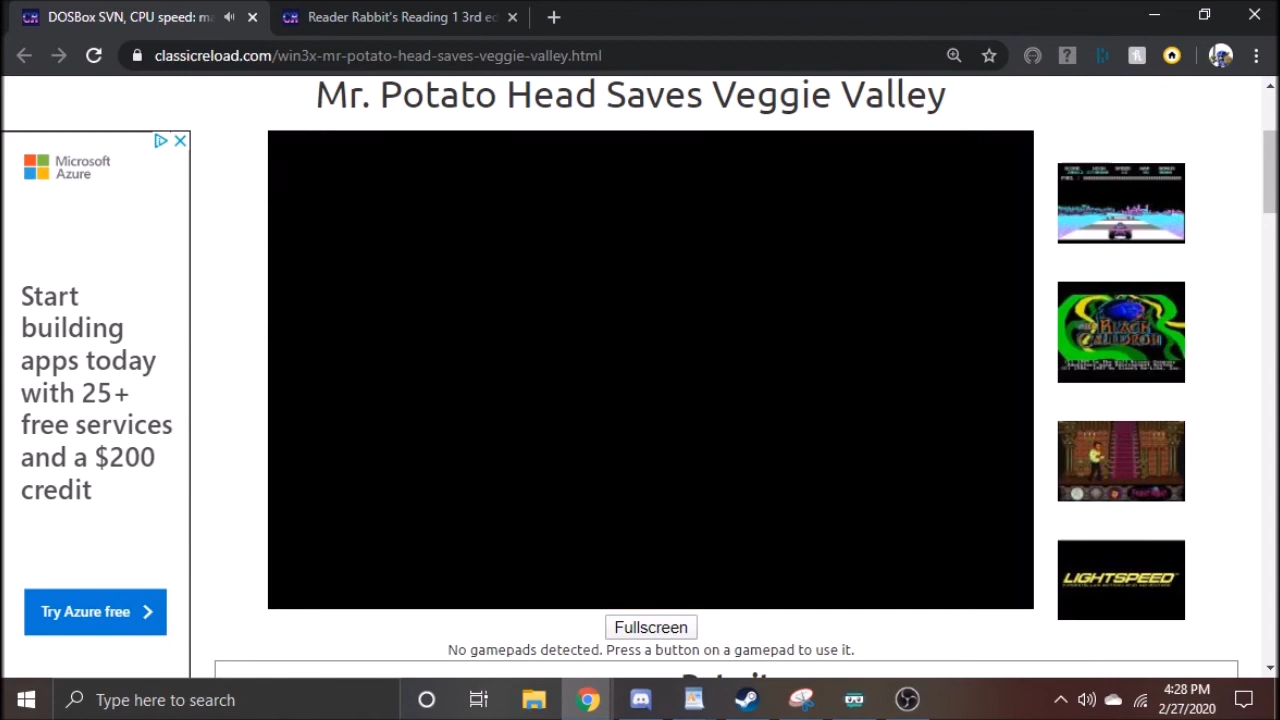 DOSBox SVN, CPU speed: ma
Reader Rabbit's Reading 1 3rd ed
classicreload.com/win3x-mr-potato-head-saves-veggie-valley.html
Mr. Potato Head Saves Veggie Valley
Microsoft
Azure
Start
building
apps today
with 25+
free services
and a $200
credit
Try Azure free
BLACK
CAULDRON
LIGHTSPEED
Fullscreen
No gamepads detected. Press a button on a gamepad to use it.
Type here to search
4:28 PM
2/27/2020